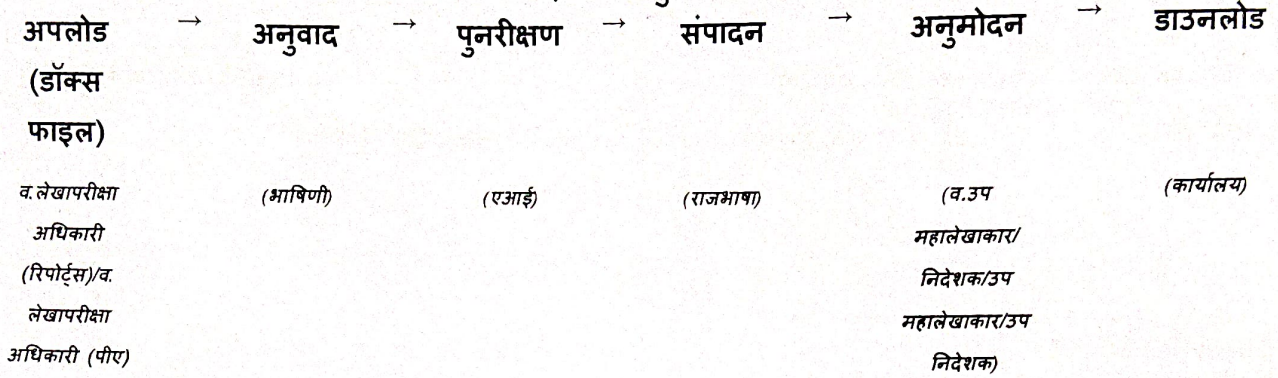 अपलोड → अनुवाद → पुनरीक्षण → संपादन → अनुमोदन → डाउनलोड
(डॉक्स
फाइल)
व.लेखापरीक्षा (भाषिणी) (एआई) (राजभाषा) (व.उप (कार्यालय)
अधिकारी महालेखाकार/
(रिपोर्ट्स)/व. निदेशक/उप
लेखापरीक्षा महालेखाकार/उप
अधिकारी (पीए) निदेशक)